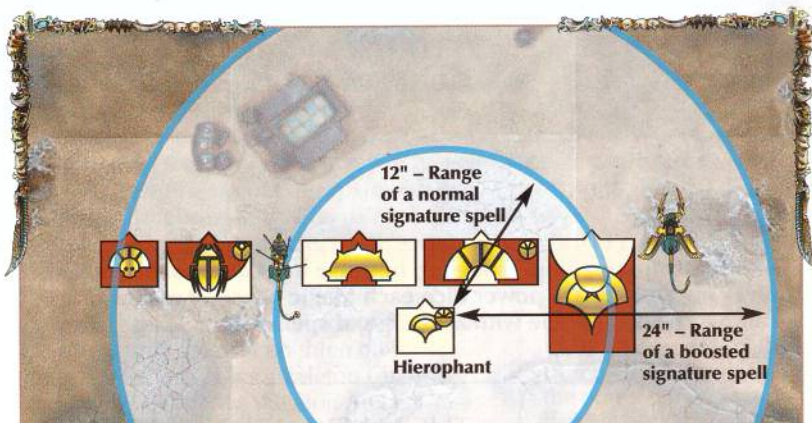 12" – Range
of a normal
signature spell
Hierophant
24" – Range
of a boosted
signature spell